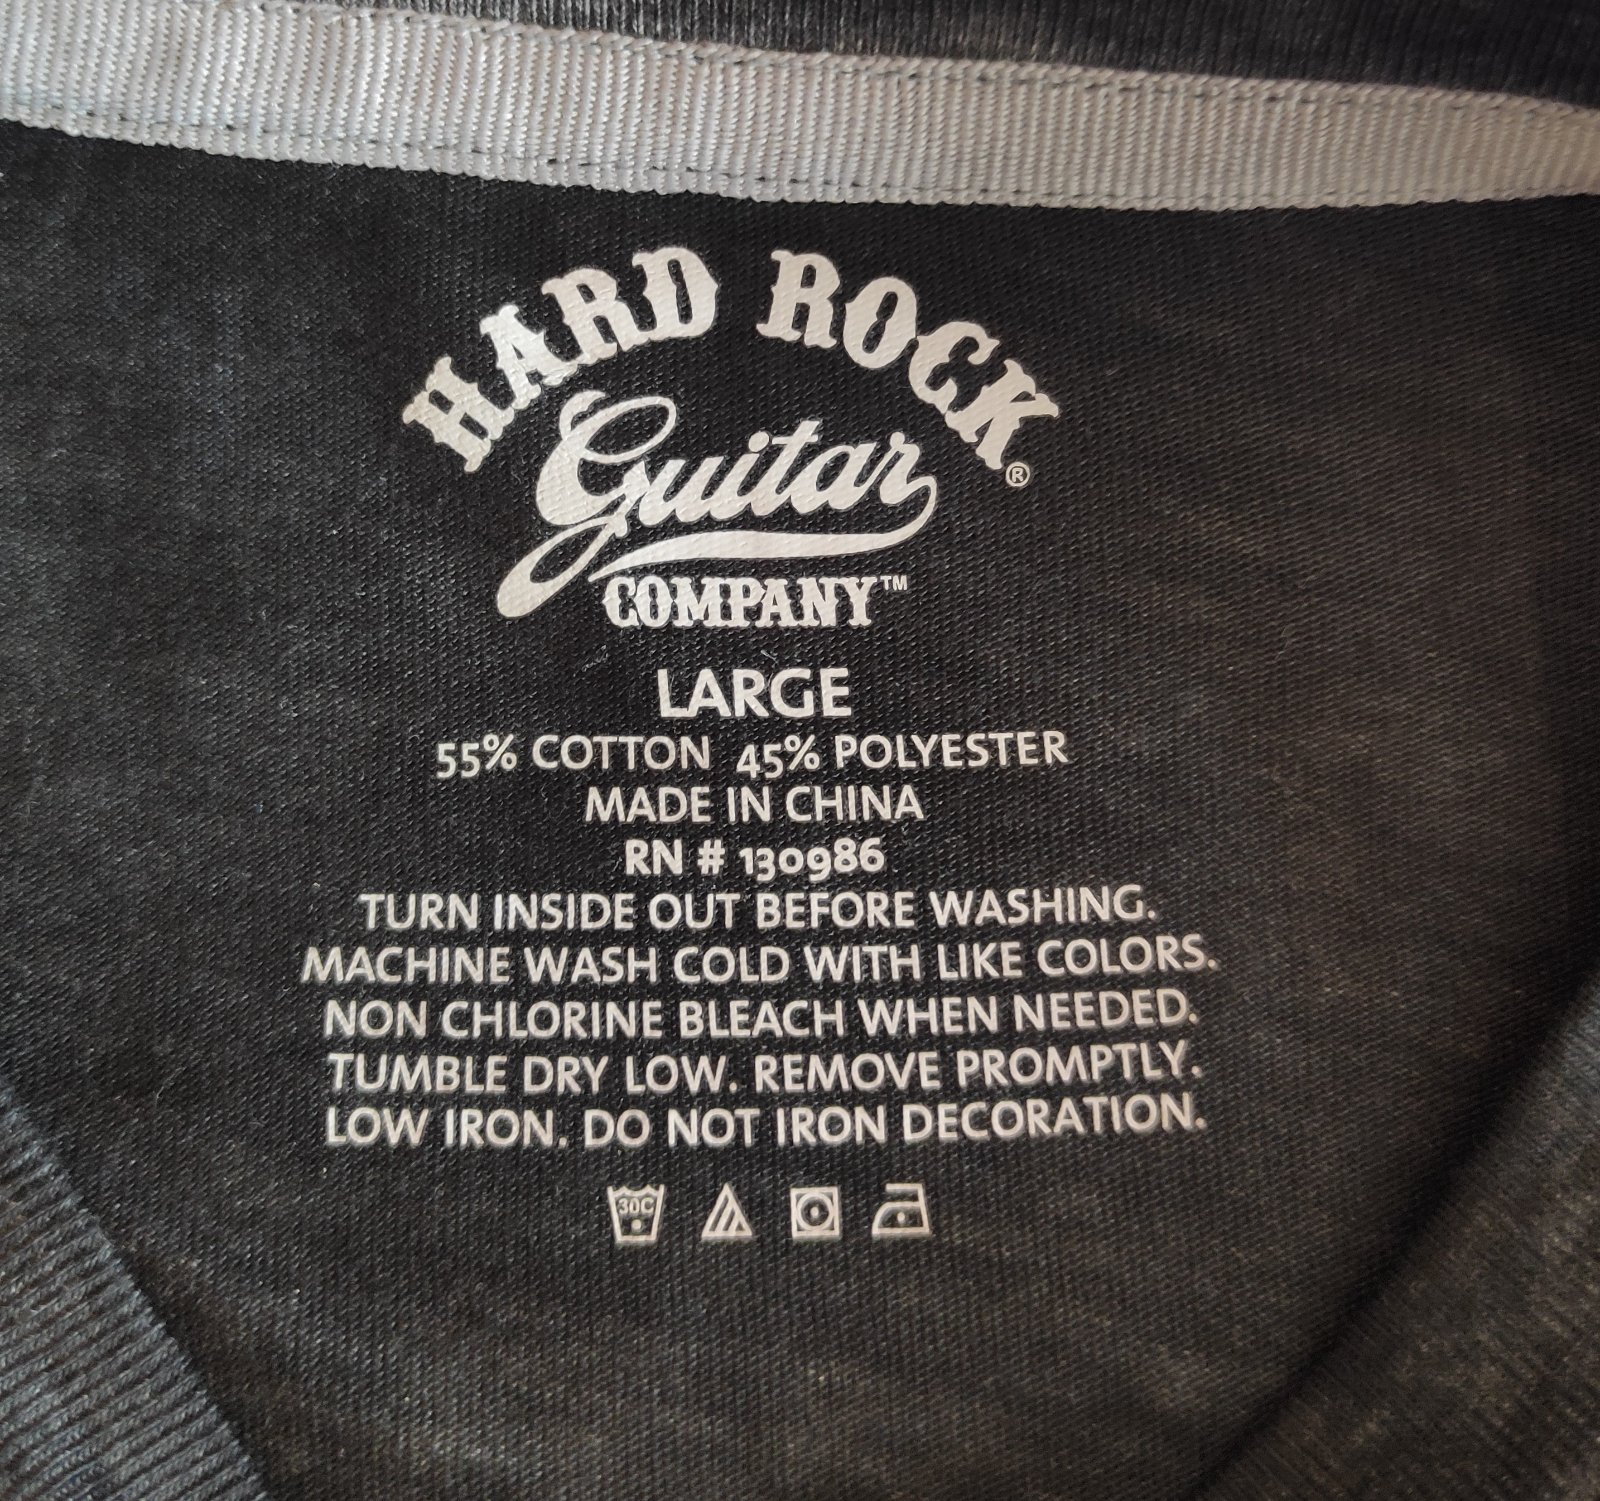 HARD ROCK®
Guitar
COMPANY™
LARGE
55% COTTON 45% POLYESTER
MADE IN CHINA
RN # 130986
TURN INSIDE OUT BEFORE WASHING.
MACHINE WASH COLD WITH LIKE COLORS.
NON CHLORINE BLEACH WHEN NEEDED.
TUMBLE DRY LOW. REMOVE PROMPTLY.
LOW IRON. DO NOT IRON DECORATION.
30C